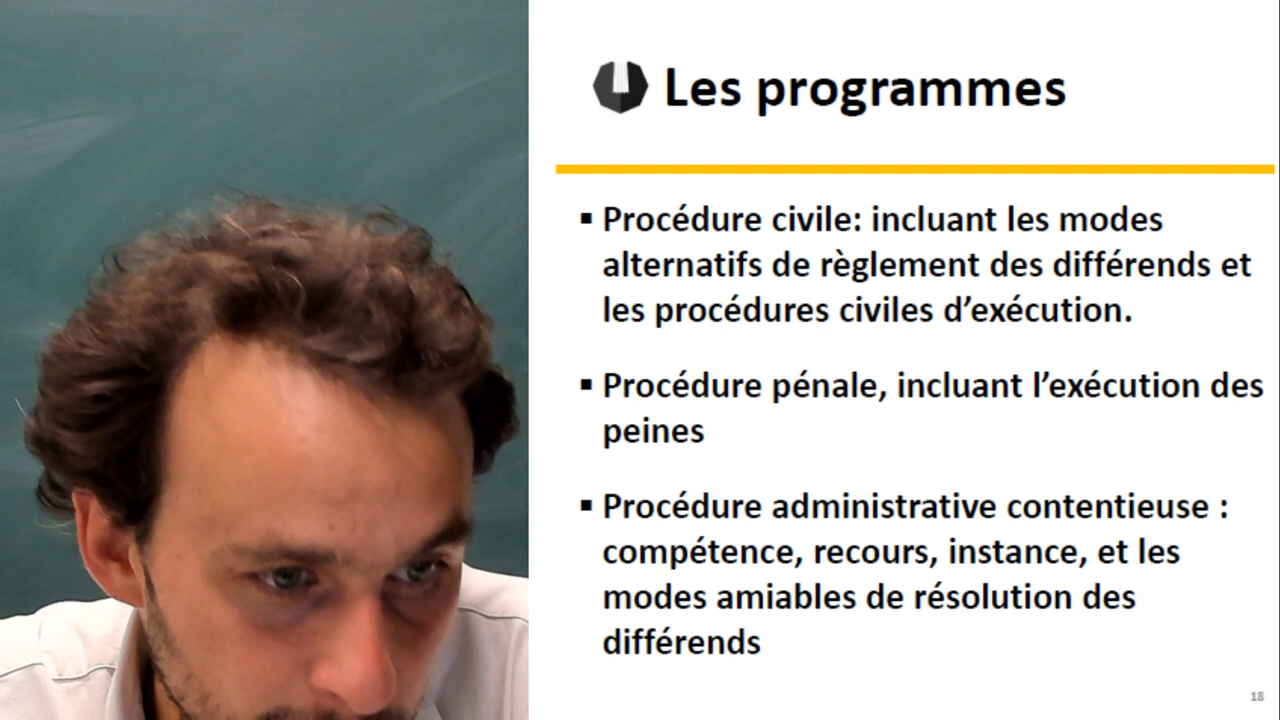 Les programmes
▪ Procédure civile: incluant les modes
alternatifs de règlement des différends et
les procédures civiles d’exécution.
▪ Procédure pénale, incluant l’exécution des
peines
▪ Procédure administrative contentieuse :
compétence, recours, instance, et les
modes amiables de résolution des
différends
18